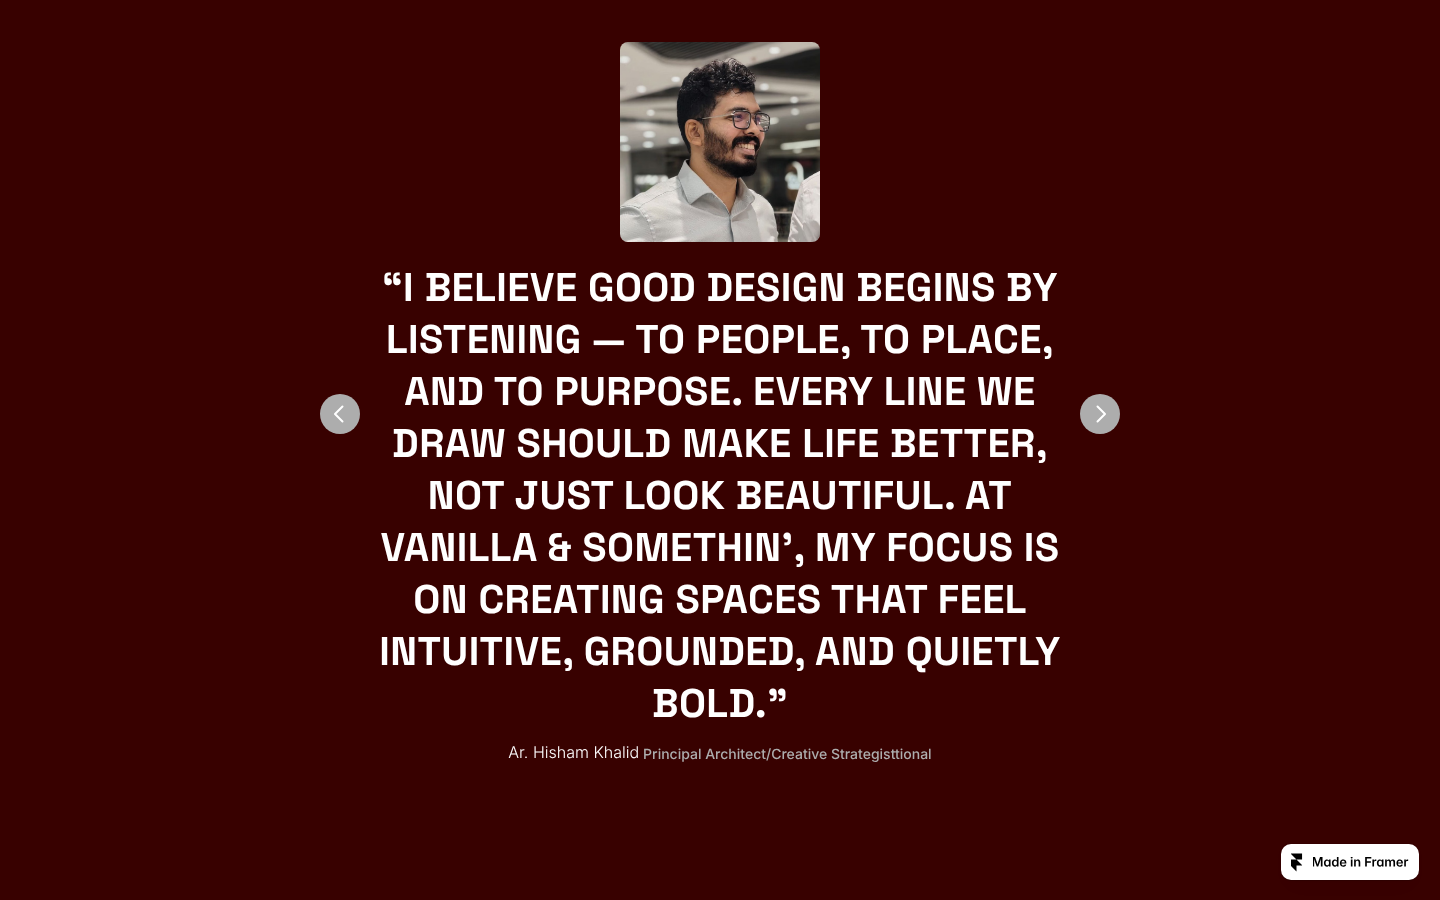 “I BELIEVE GOOD DESIGN BEGINS BY
LISTENING — TO PEOPLE, TO PLACE,
AND TO PURPOSE. EVERY LINE WE
DRAW SHOULD MAKE LIFE BETTER,
NOT JUST LOOK BEAUTIFUL. AT
VANILLA & SOMETHIN’, MY FOCUS IS
ON CREATING SPACES THAT FEEL
INTUITIVE, GROUNDED, AND QUIETLY
BOLD.”
Ar. Hisham Khalid Principal Architect/Creative Strategisttional
Made in Framer